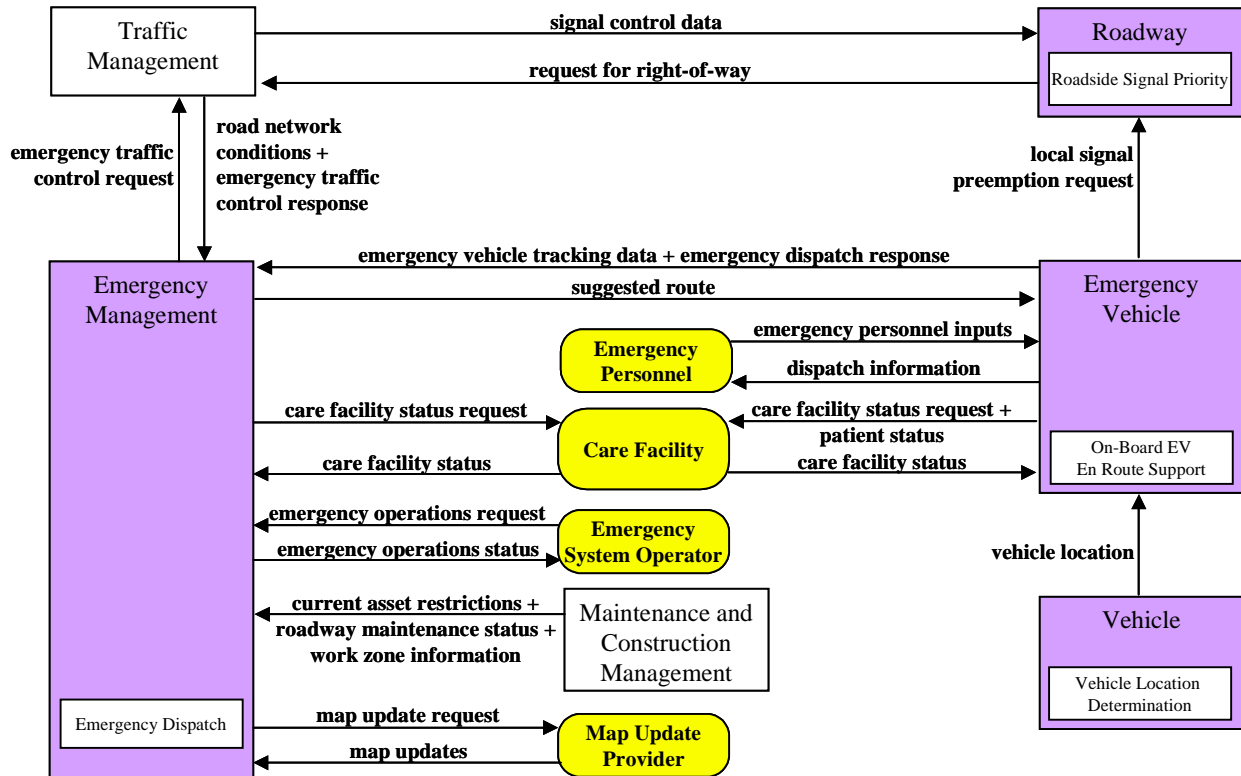 Traffic
Management
signal control data
request for right-of-way
Roadway
Roadside Signal Priority
emergency traffic
control request
road network
conditions +
emergency traffic
control response
local signal
preemption request
Emergency
Management
emergency vehicle tracking data + emergency dispatch response
suggested route
Emergency
Vehicle
Emergency
Personnel
emergency personnel inputs
dispatch information
care facility status request
care facility status
Care Facility
care facility status request +
patient status
care facility status
On-Board EV
En Route Support
emergency operations request
emergency operations status
Emergency
System Operator
vehicle location
current asset restrictions +
roadway maintenance status +
work zone information
Maintenance and
Construction
Management
Vehicle
Vehicle Location
Determination
Emergency Dispatch
map update request
map updates
Map Update
Provider